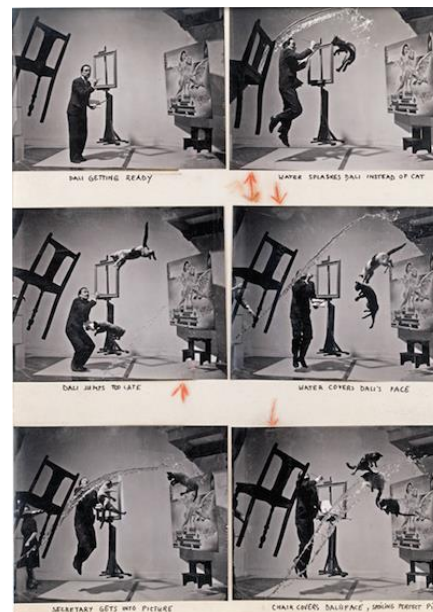 DALI GETTING READY
WATER SPLASHES DALI INSTEAD OF CAT
DALI JUMPS TOO LATE
WATER COVERS DALI'S FACE
SECRETARY GETS INTO PICTURE
CHAIR COVERS DALI'S FACE, SPOILING PERFECT